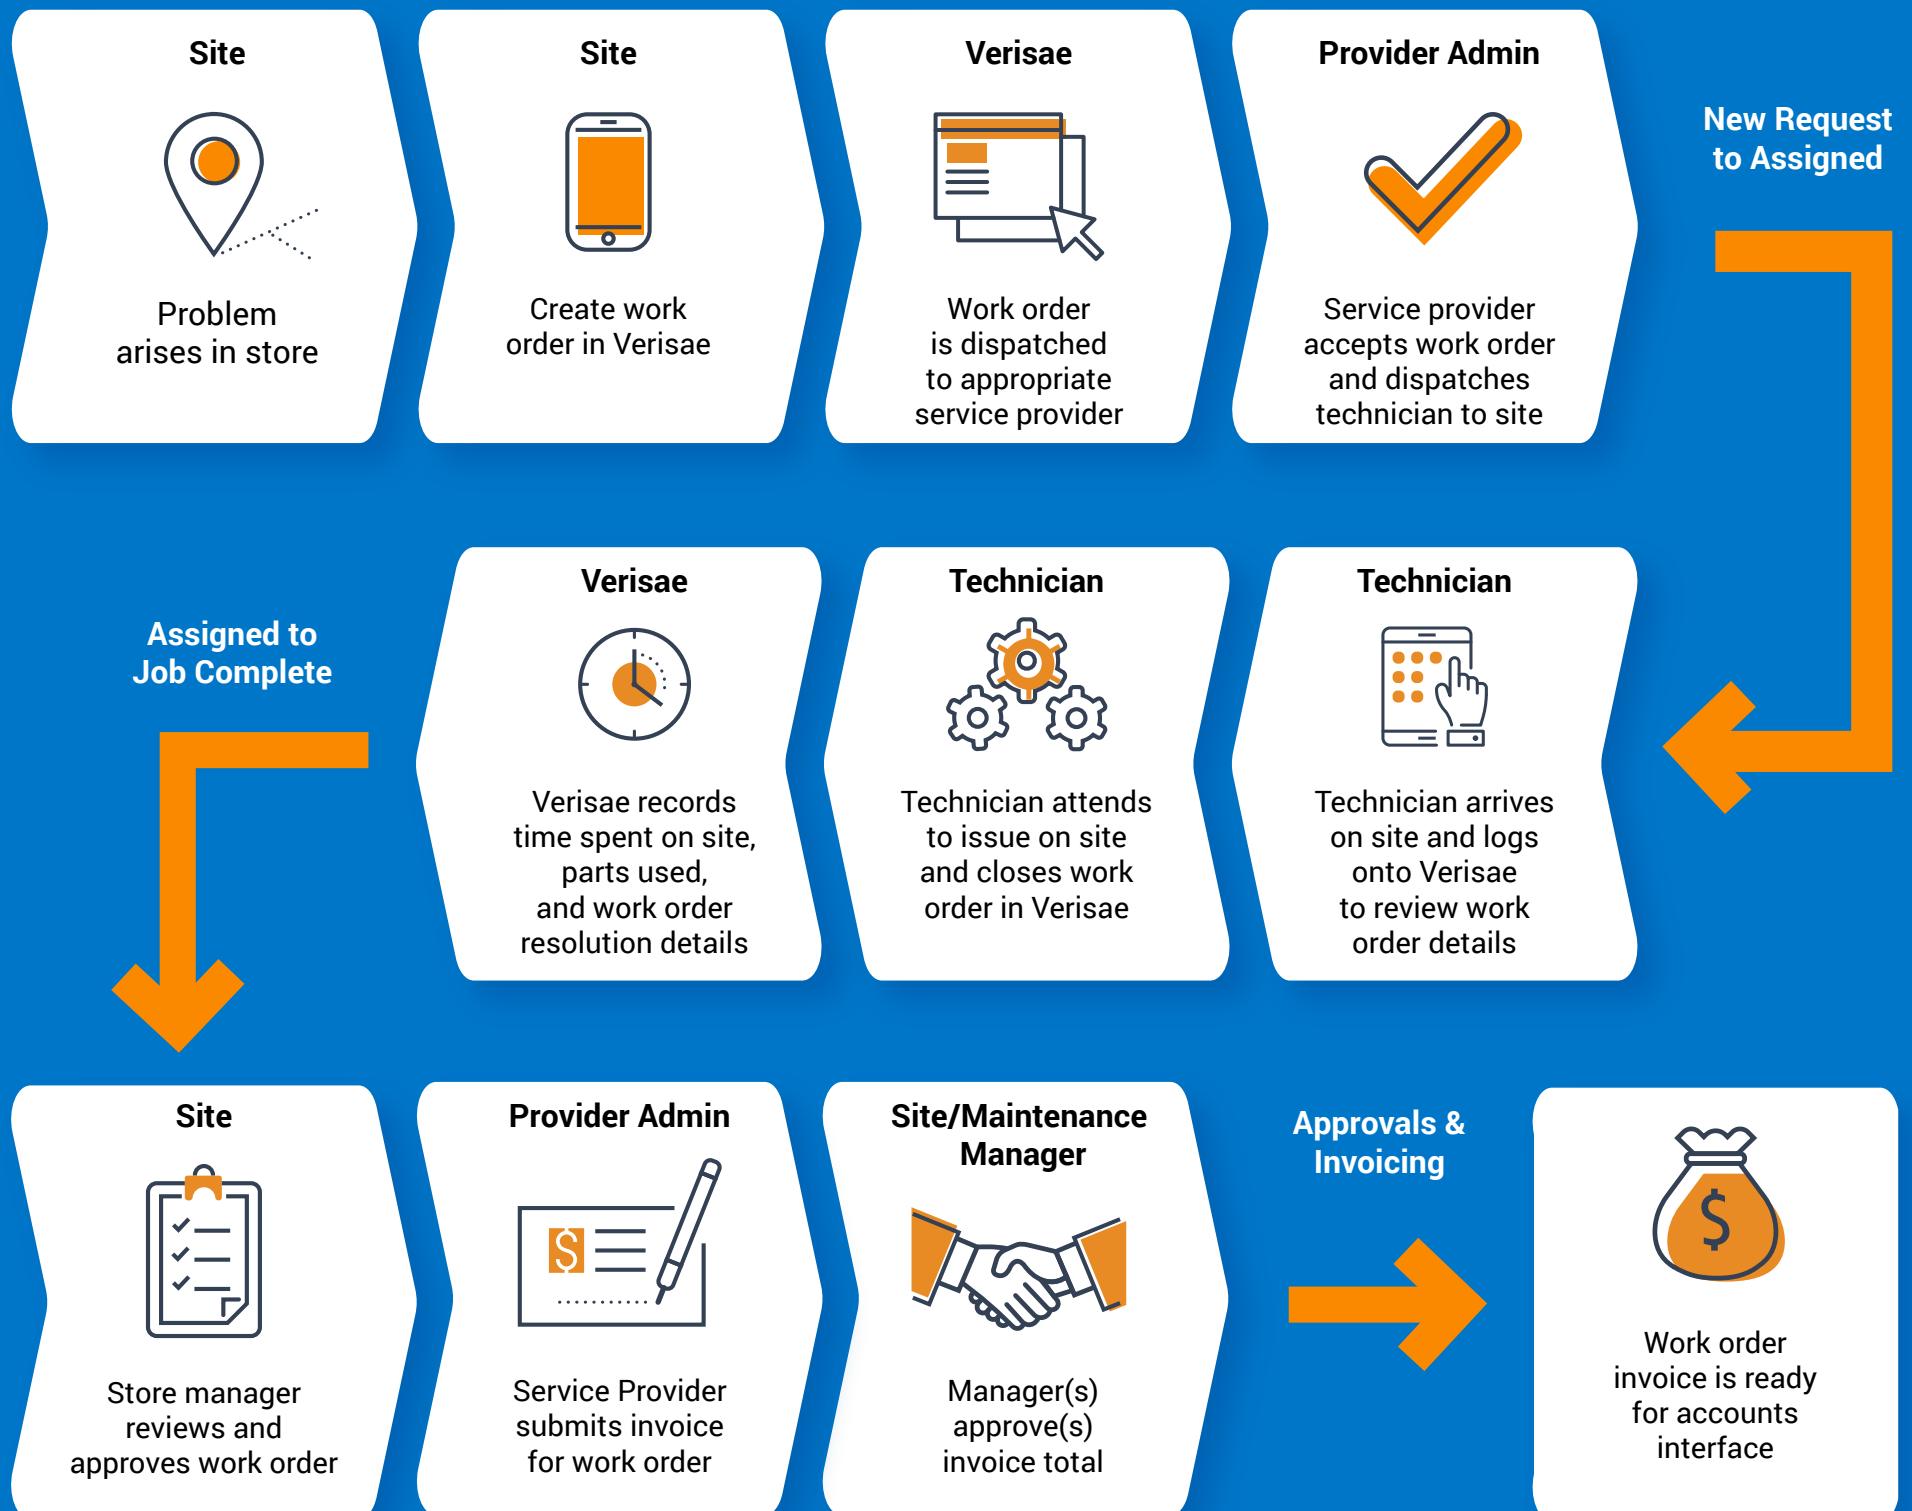 Site
Problem
arises in store
Site
Create work
order in Verisae
Verisae
Work order
is dispatched
to appropriate
service provider
Provider Admin
Service provider
accepts work order
and dispatches
technician to site
New Request
to Assigned
Technician
Technician arrives
on site and logs
onto Verisae
to review work
order details
Technician
Technician attends
to issue on site
and closes work
order in Verisae
Verisae
Verisae records
time spent on site,
parts used,
and work order
resolution details
Assigned to
Job Complete
Site
Store manager
reviews and
approves work order
Provider Admin
$
Service Provider
submits invoice
for work order
Site/Maintenance
Manager
Manager(s)
approve(s)
invoice total
Approvals &
Invoicing
$
Work order
invoice is ready
for accounts
interface